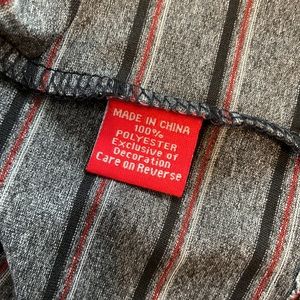 MADE IN CHINA
100%
POLYESTER
Exclusive of
Decoration
Care on Reverse